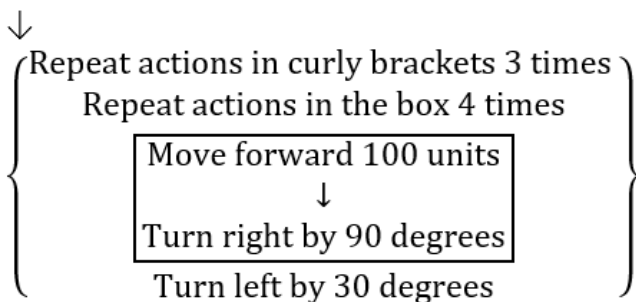 ↓
Repeat actions in curly brackets 3 times
Repeat actions in the box 4 times
Move forward 100 units
↓
Turn right by 90 degrees
Turn left by 30 degrees